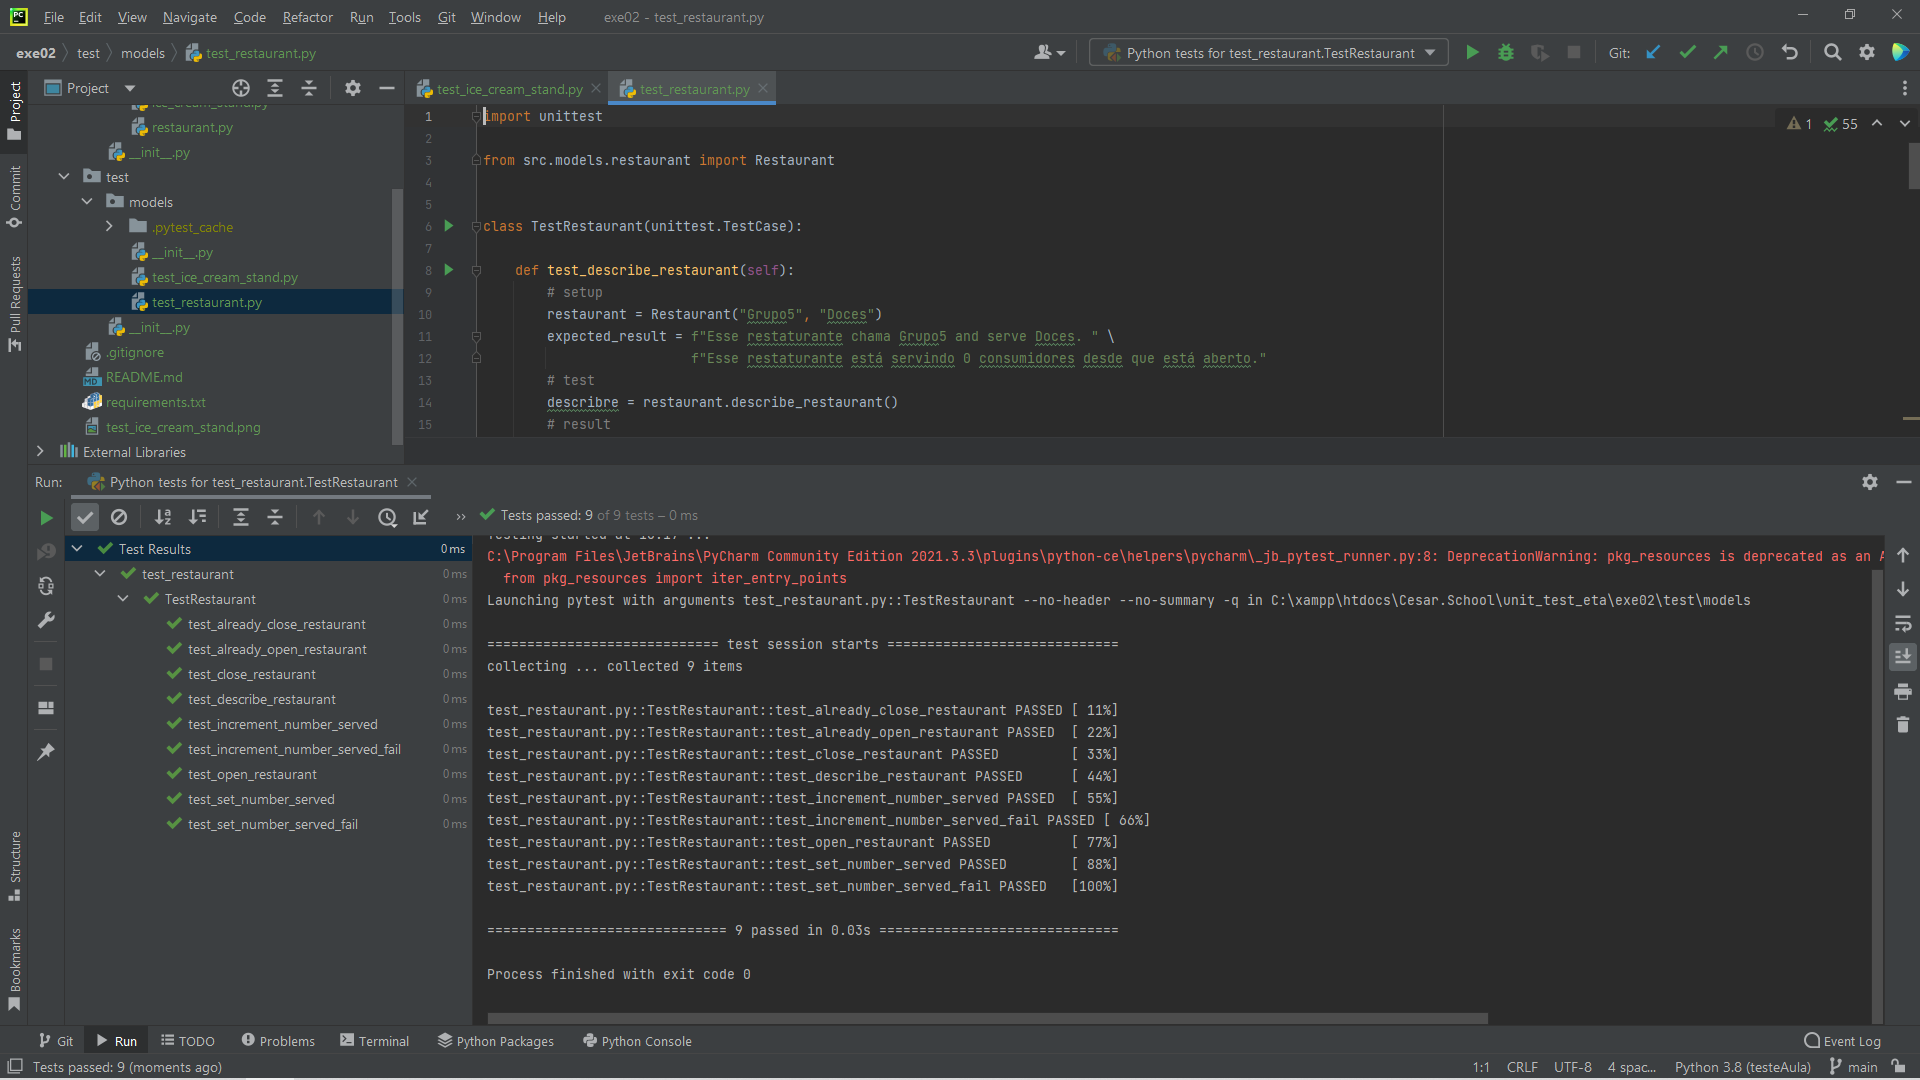 File Edit View Navigate Code Refactor Run Tools Git Window Help exe02 - test_restaurant.py
exe02 test models test_restaurant.py Python tests for test_restaurant.TestRestaurant Git:
Project
Commit
Pull Requests
Structure
Bookmarks
Project
ice_cream_stand.py
restaurant.py
__init__.py
test
models
.pytest_cache
__init__.py
test_ice_cream_stand.py
test_restaurant.py
__init__.py
.gitignore
README.md
requirements.txt
test_ice_cream_stand.png
External Libraries
test_ice_cream_stand.py test_restaurant.py
1 55
1 import unittest
2
3 from src.models.restaurant import Restaurant
4
5
6 class TestRestaurant(unittest.TestCase):
7
8 def test_describe_restaurant(self):
9 # setup
10 restaurant = Restaurant("Grupo5", "Doces")
11 expected_result = f"Esse restaturante chama Grupo5 and serve Doces. " \
12 f"Esse restaturante está servindo 0 consumidores desde que está aberto."
13 # test
14 describre = restaurant.describe_restaurant()
15 # result
Run: Python tests for test_restaurant.TestRestaurant
Tests passed: 9 of 9 tests – 0 ms
Test Results 0 ms
test_restaurant 0 ms
TestRestaurant 0 ms
test_already_close_restaurant 0 ms
test_already_open_restaurant 0 ms
test_close_restaurant 0 ms
test_describe_restaurant 0 ms
test_increment_number_served 0 ms
test_increment_number_served_fail 0 ms
test_open_restaurant 0 ms
test_set_number_served 0 ms
test_set_number_served_fail 0 ms
C:\Program Files\JetBrains\PyCharm Community Edition 2021.3.3\plugins\python-ce\helpers\pycharm\_jb_pytest_runner.py:8: DeprecationWarning: pkg_resources is deprecated as an A
from pkg_resources import iter_entry_points
Launching pytest with arguments test_restaurant.py::TestRestaurant --no-header --no-summary -q in C:\xampp\htdocs\Cesar.School\unit_test_eta\exe02\test\models
============================= test session starts =============================
collecting ... collected 9 items
test_restaurant.py::TestRestaurant::test_already_close_restaurant PASSED [ 11%]
test_restaurant.py::TestRestaurant::test_already_open_restaurant PASSED [ 22%]
test_restaurant.py::TestRestaurant::test_close_restaurant PASSED [ 33%]
test_restaurant.py::TestRestaurant::test_describe_restaurant PASSED [ 44%]
test_restaurant.py::TestRestaurant::test_increment_number_served PASSED [ 55%]
test_restaurant.py::TestRestaurant::test_increment_number_served_fail PASSED [ 66%]
test_restaurant.py::TestRestaurant::test_open_restaurant PASSED [ 77%]
test_restaurant.py::TestRestaurant::test_set_number_served PASSED [ 88%]
test_restaurant.py::TestRestaurant::test_set_number_served_fail PASSED [100%]
============================== 9 passed in 0.03s ==============================
Process finished with exit code 0
Git Run TODO Problems Terminal Python Packages Python Console Event Log
Tests passed: 9 (moments ago) 1:1 CRLF UTF-8 4 spac... Python 3.8 (testeAula) main